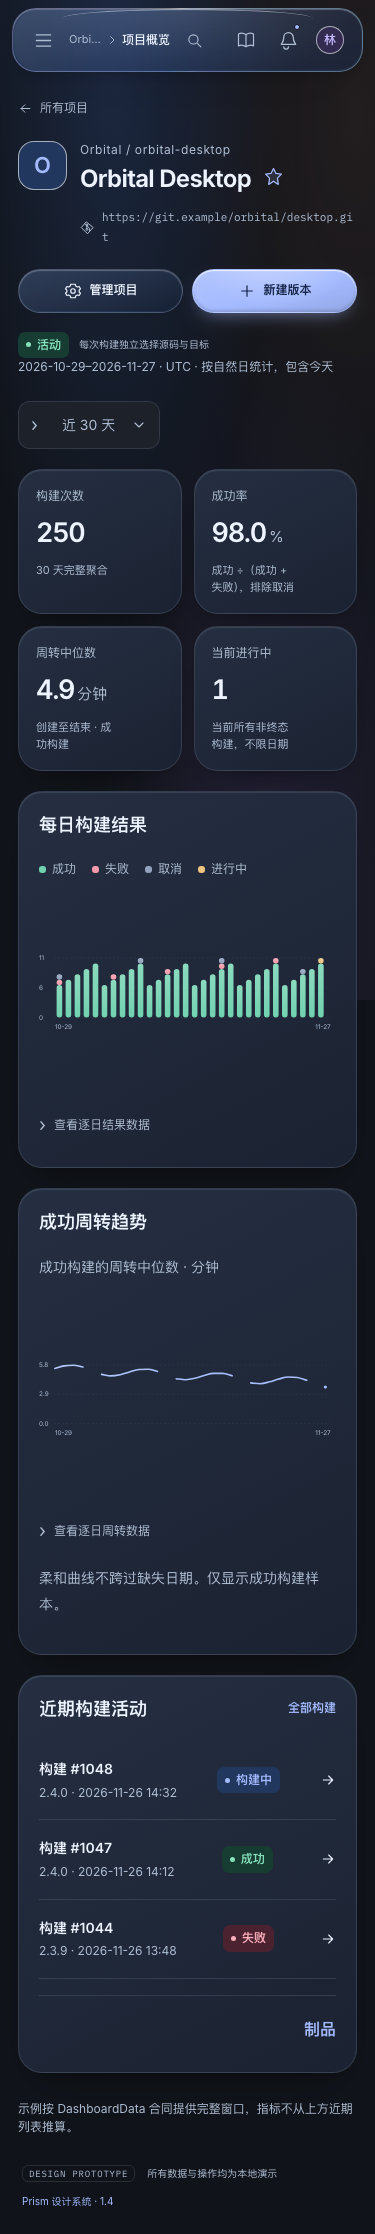 Orbi... > 项目概览 林
← 所有项目
O
Orbital / orbital-desktop
Orbital Desktop
https://git.example/orbital/desktop.gi
t
管理项目
+ 新建版本
活动 每次构建独立选择源码与目标
2026-10-29–2026-11-27 · UTC · 按自然日统计，包含今天
近 30 天
构建次数
250
30 天完整聚合
成功率
98.0 %
成功 ÷（成功 +
失败），排除取消
周转中位数
4.9 分钟
创建至结束 · 成
功构建
当前进行中
1
当前所有非终态
构建，不限日期
每日构建结果
成功 失败 取消 进行中
11
6
0
10-29 11-27
查看逐日结果数据
成功周转趋势
成功构建的周转中位数 · 分钟
5.8
2.9
0.0
10-29 11-27
查看逐日周转数据
柔和曲线不跨过缺失日期。仅显示成功构建样
本。
近期构建活动 全部构建
构建 #1048
2.4.0 · 2026-11-26 14:32
构建中
构建 #1047
2.4.0 · 2026-11-26 14:12
成功
构建 #1044
2.3.9 · 2026-11-26 13:48
失败
制品
示例按 DashboardData 合同提供完整窗口，指标不从上方近期
列表推算。
DESIGN PROTOTYPE 所有数据与操作均为本地演示
Prism 设计系统 · 1.4